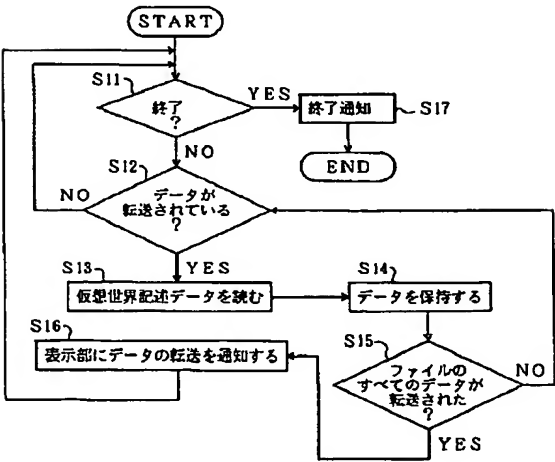 START
S11
終了
?
YES
終了通知
S17
NO
END
S12
データが
転送されている
?
NO
YES
S13
仮想世界記述データを読む
S14
データを保持する
S16
表示部にデータの転送を通知する
S15
ファイルの
すべてのデータが
転送された
?
NO
YES